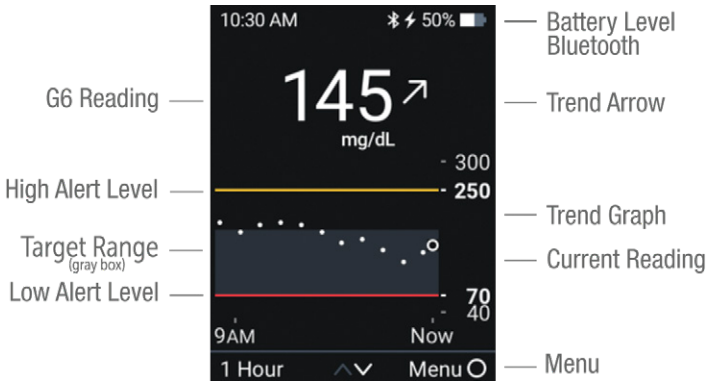 10:30 AM 50%
Battery Level
Bluetooth
G6 Reading
145
Trend Arrow
mg/dL
300
High Alert Level
250
Trend Graph
Target Range
(gray box)
Current Reading
Low Alert Level
70
40
9AM Now
1 Hour Menu
Menu